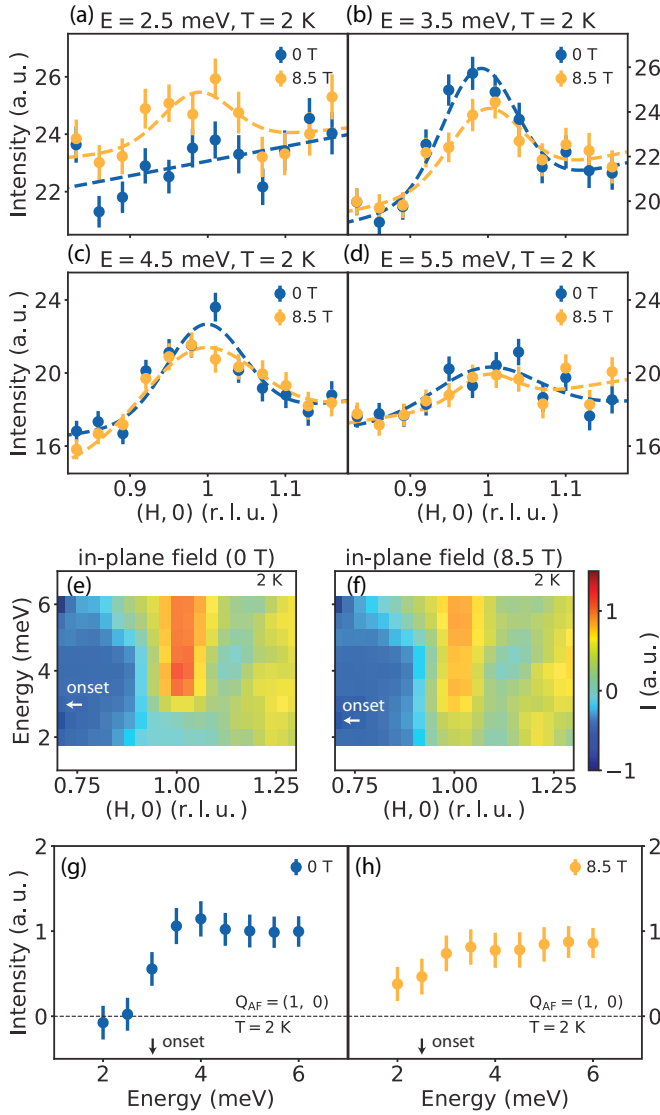 (a) E = 2.5 meV, T = 2 K
(b) E = 3.5 meV, T = 2 K
0 T
8.5 T
0 T
8.5 T
Intensity (a. u.)
26
24
22
26
24
22
20
Intensity (a. u.)
(c) E = 4.5 meV, T = 2 K
(d) E = 5.5 meV, T = 2 K
0 T
8.5 T
0 T
8.5 T
Intensity (a. u.)
24
20
16
24
20
16
Intensity (a. u.)
0.9
1
1.1
0.9
1
1.1
(H, 0) (r. l. u.)
(H, 0) (r. l. u.)
in-plane field (0 T)
in-plane field (8.5 T)
(e)
2 K
(f)
2 K
Energy (meV)
6
4
2
onset
onset
1
0
−1
I (a. u.)
0.75
1.00
1.25
0.75
1.00
1.25
(H, 0) (r. l. u.)
(H, 0) (r. l. u.)
(g)
0 T
(h)
8.5 T
Intensity (a. u.)
2
1
0
2
1
0
Intensity (a. u.)
Q_AF = (1, 0)
T = 2 K
onset
Q_AF = (1, 0)
T = 2 K
onset
2
4
6
2
4
6
Energy (meV)
Energy (meV)